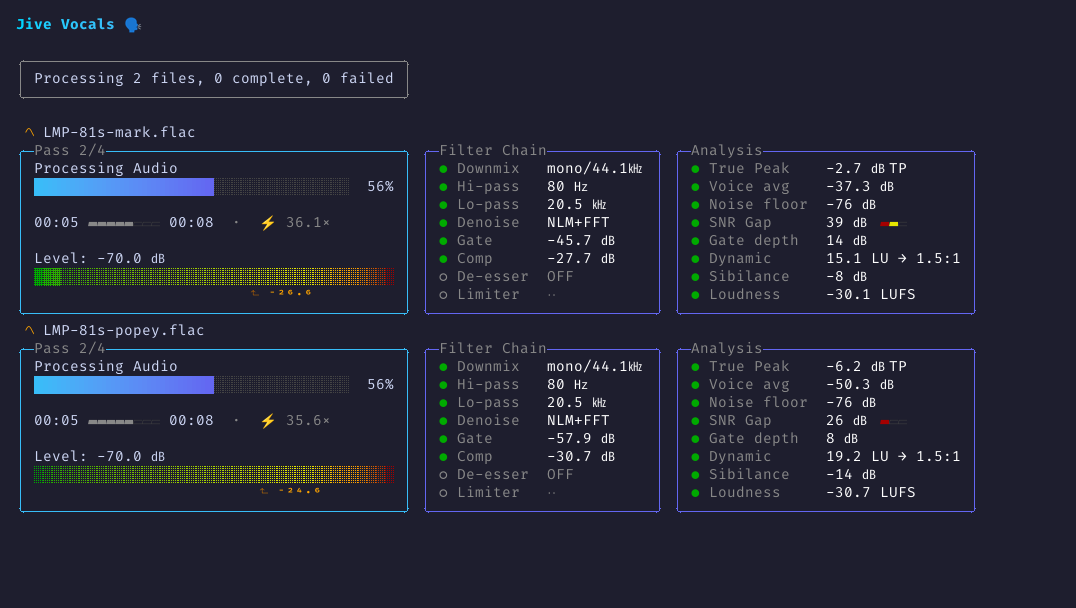 Jive Vocals 🗣
Processing 2 files, 0 complete, 0 failed
LMP-81s-mark.flac
Pass 2/4
Processing Audio
56%
00:05 00:08 · ⚡ 36.1×
Level: -70.0 dB
-26.6
Filter Chain
● Downmix mono/44.1kHz
● Hi-pass 80 Hz
● Lo-pass 20.5 kHz
● Denoise NLM+FFT
● Gate -45.7 dB
● Comp -27.7 dB
○ De-esser OFF
○ Limiter ··
Analysis
● True Peak -2.7 dBTP
● Voice avg -37.3 dB
● Noise floor -76 dB
● SNR Gap 39 dB
● Gate depth 14 dB
● Dynamic 15.1 LU → 1.5:1
● Sibilance -8 dB
● Loudness -30.1 LUFS
LMP-81s-popey.flac
Pass 2/4
Processing Audio
56%
00:05 00:08 · ⚡ 35.6×
Level: -70.0 dB
-24.6
Filter Chain
● Downmix mono/44.1kHz
● Hi-pass 80 Hz
● Lo-pass 20.5 kHz
● Denoise NLM+FFT
● Gate -57.9 dB
● Comp -30.7 dB
○ De-esser OFF
○ Limiter ··
Analysis
● True Peak -6.2 dBTP
● Voice avg -50.3 dB
● Noise floor -76 dB
● SNR Gap 26 dB
● Gate depth 8 dB
● Dynamic 19.2 LU → 1.5:1
● Sibilance -14 dB
● Loudness -30.7 LUFS